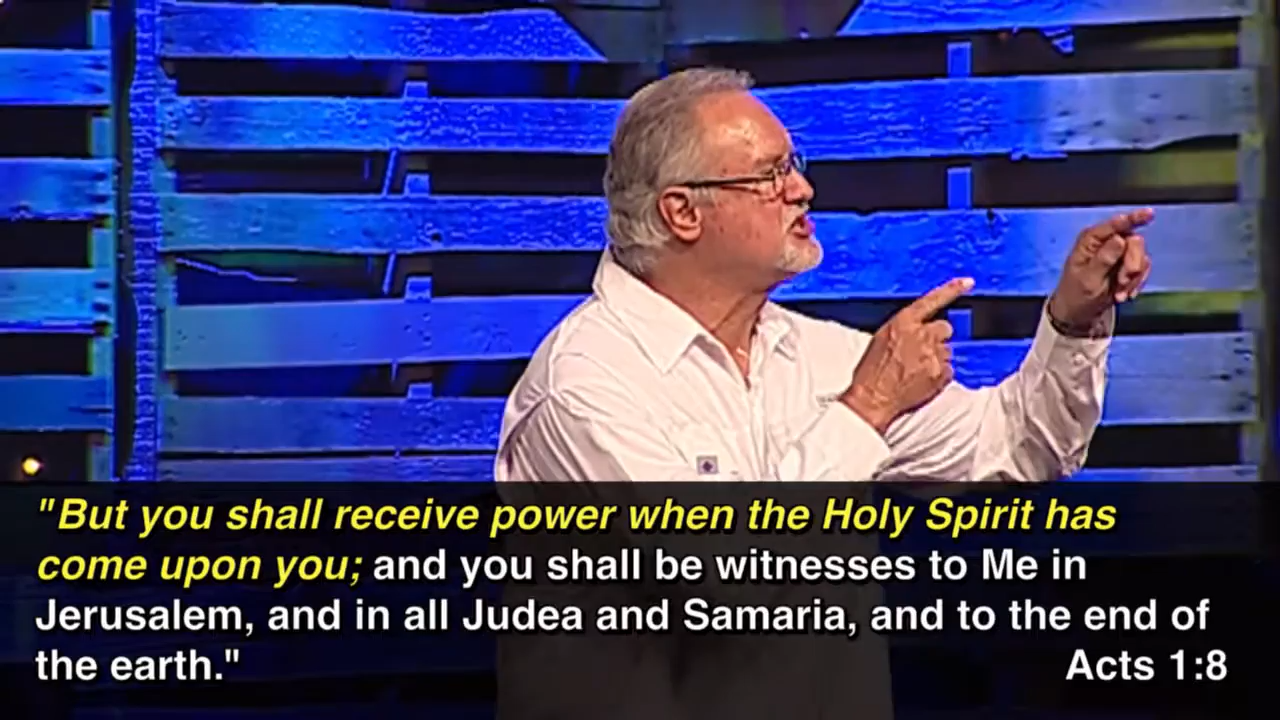 "But you shall receive power when the Holy Spirit has
come upon you; and you shall be witnesses to Me in
Jerusalem, and in all Judea and Samaria, and to the end of
the earth."
Acts 1:8